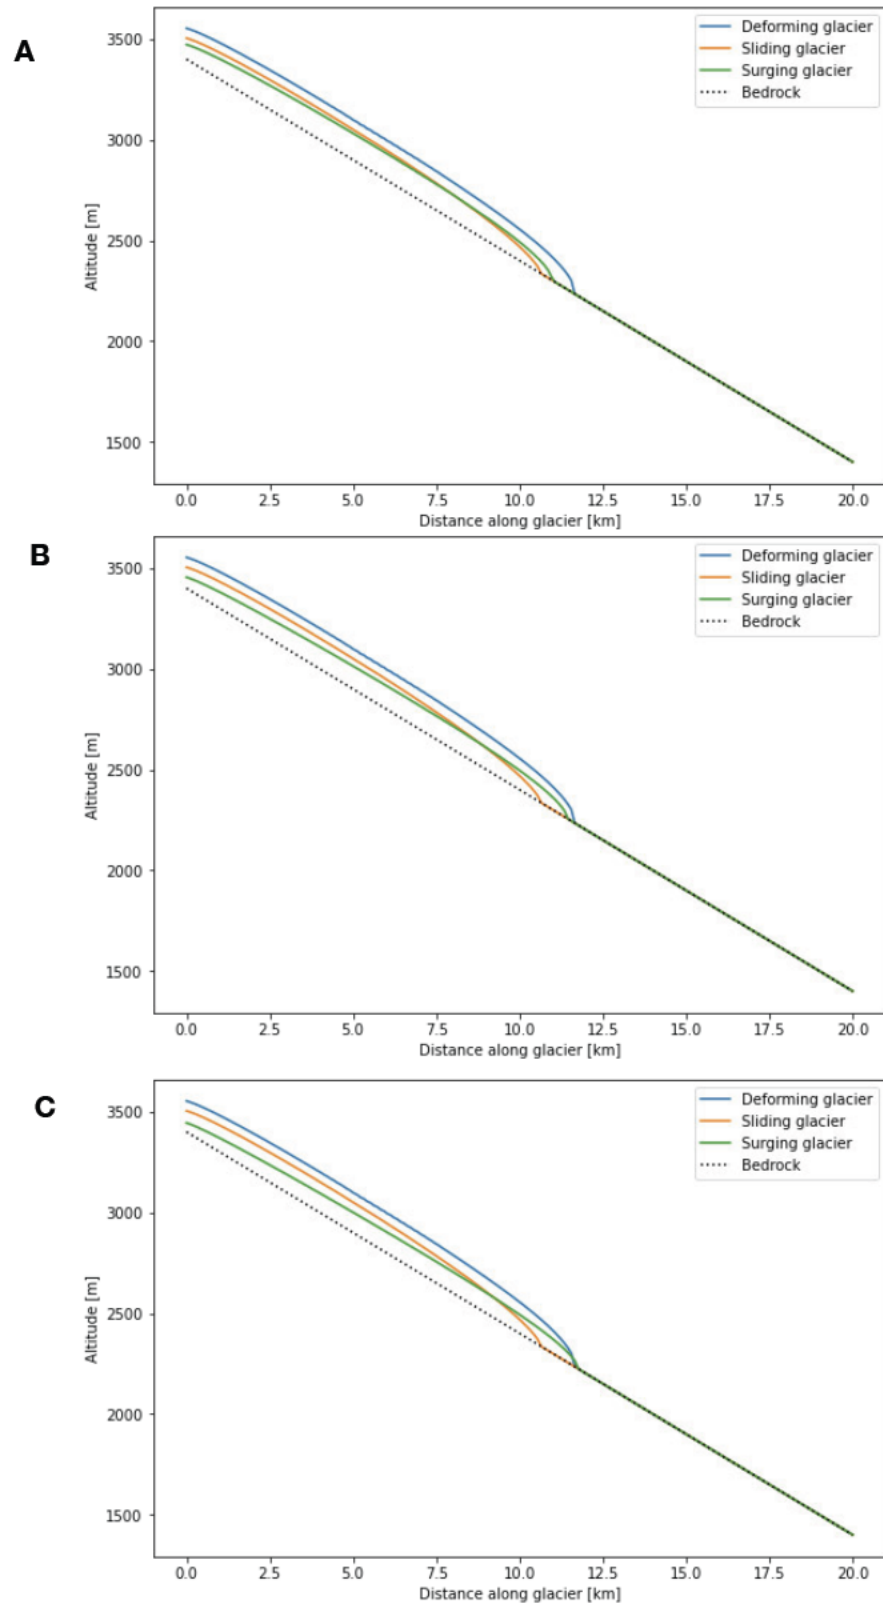 A
Altitude [m]
3500
3000
2500
2000
1500
Deforming glacier
Sliding glacier
Surging glacier
Bedrock
0.0 2.5 5.0 7.5 10.0 12.5 15.0 17.5 20.0
Distance along glacier [km]
B
Altitude [m]
3500
3000
2500
2000
1500
Deforming glacier
Sliding glacier
Surging glacier
Bedrock
0.0 2.5 5.0 7.5 10.0 12.5 15.0 17.5 20.0
Distance along glacier [km]
C
Altitude [m]
3500
3000
2500
2000
1500
Deforming glacier
Sliding glacier
Surging glacier
Bedrock
0.0 2.5 5.0 7.5 10.0 12.5 15.0 17.5 20.0
Distance along glacier [km]